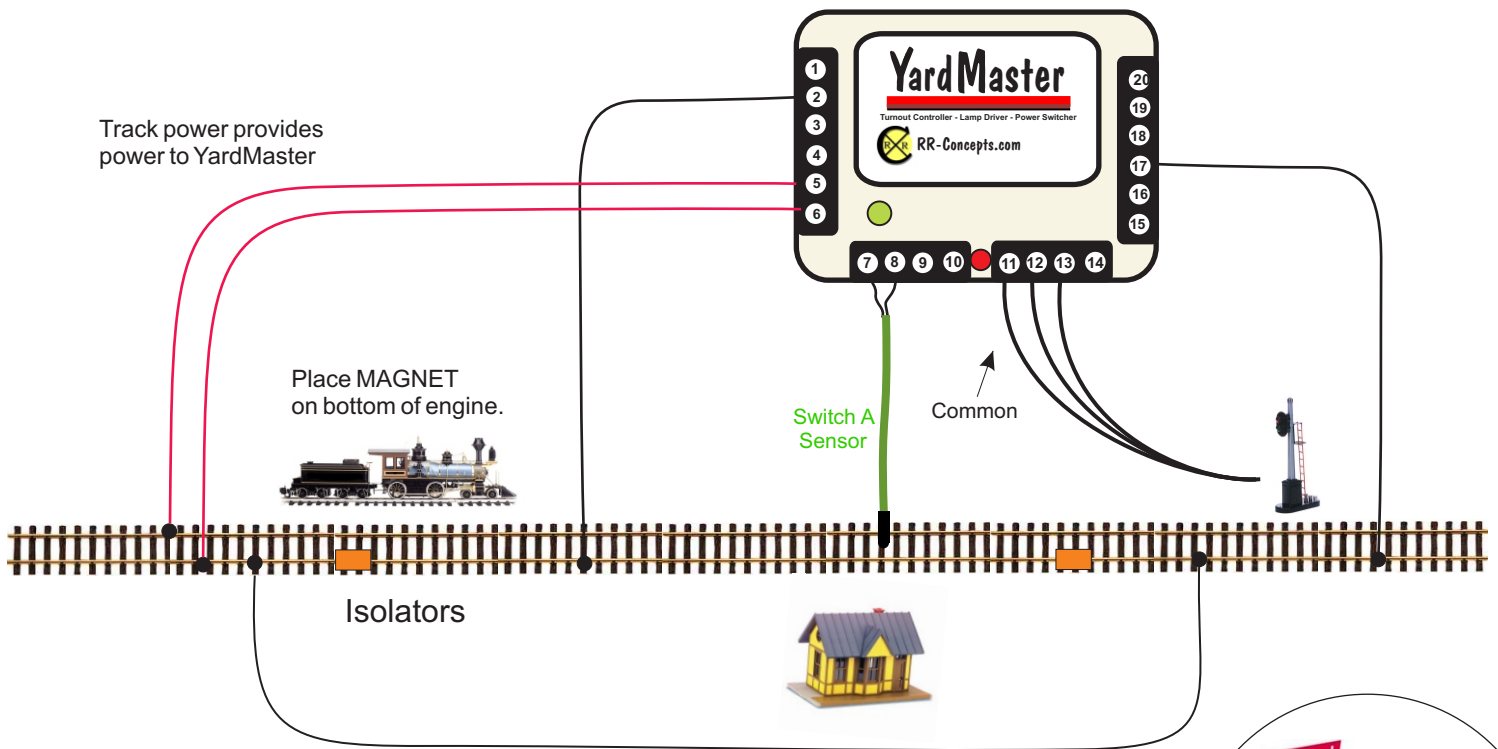 YardMaster
Turnout Controller - Lamp Driver - Power Switcher
R R
RR-Concepts.com
1
2
3
4
5
6
20
19
18
17
16
15
7 8 9 10 11 12 13 14
Track power provides
power to YardMaster
Place MAGNET
on bottom of engine.
Switch A
Sensor
Common
Isolators